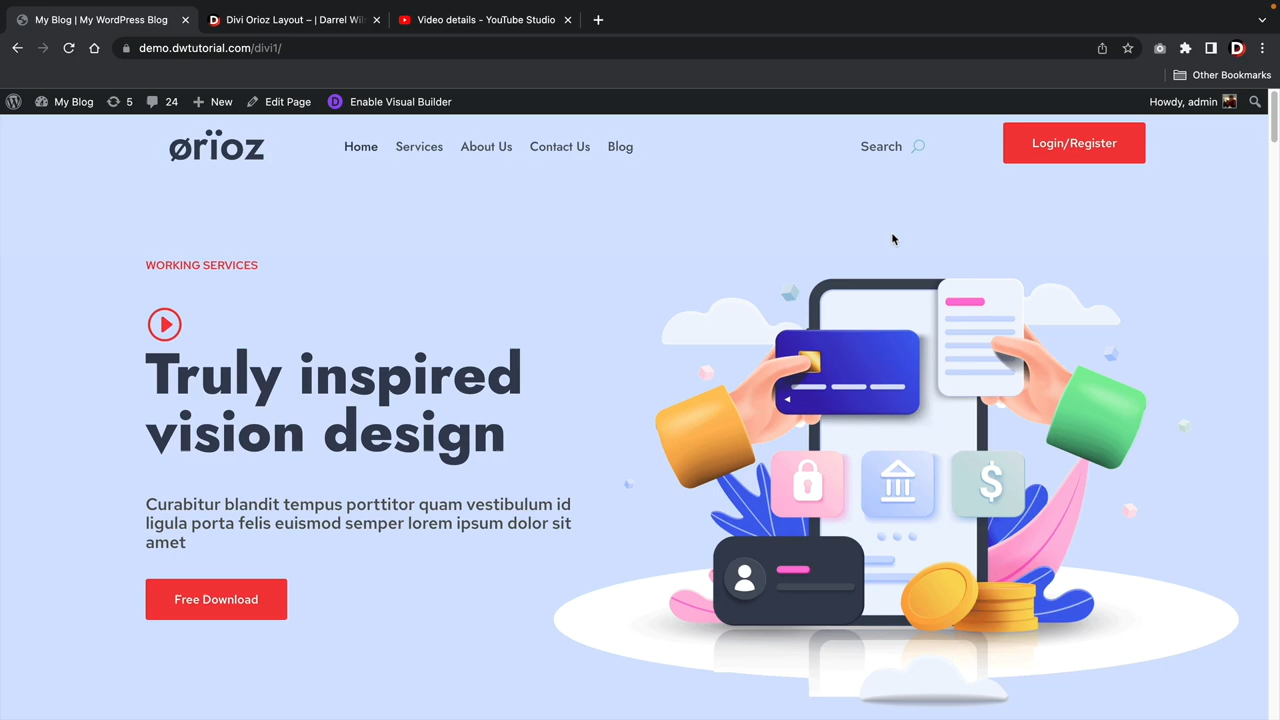 My Blog | My WordPress Blog
Divi Orioz Layout – | Darrel Wil
Video details - YouTube Studio
demo.dwtutorial.com/divi1/
Other Bookmarks
My Blog 5 24 New Edit Page D Enable Visual Builder Howdy, admin
ørïoz
Home Services About Us Contact Us Blog Search Login/Register
WORKING SERVICES
Truly inspired
vision design
Curabitur blandit tempus porttitor quam vestibulum id
ligula porta felis euismod semper lorem ipsum dolor sit
amet
Free Download
$